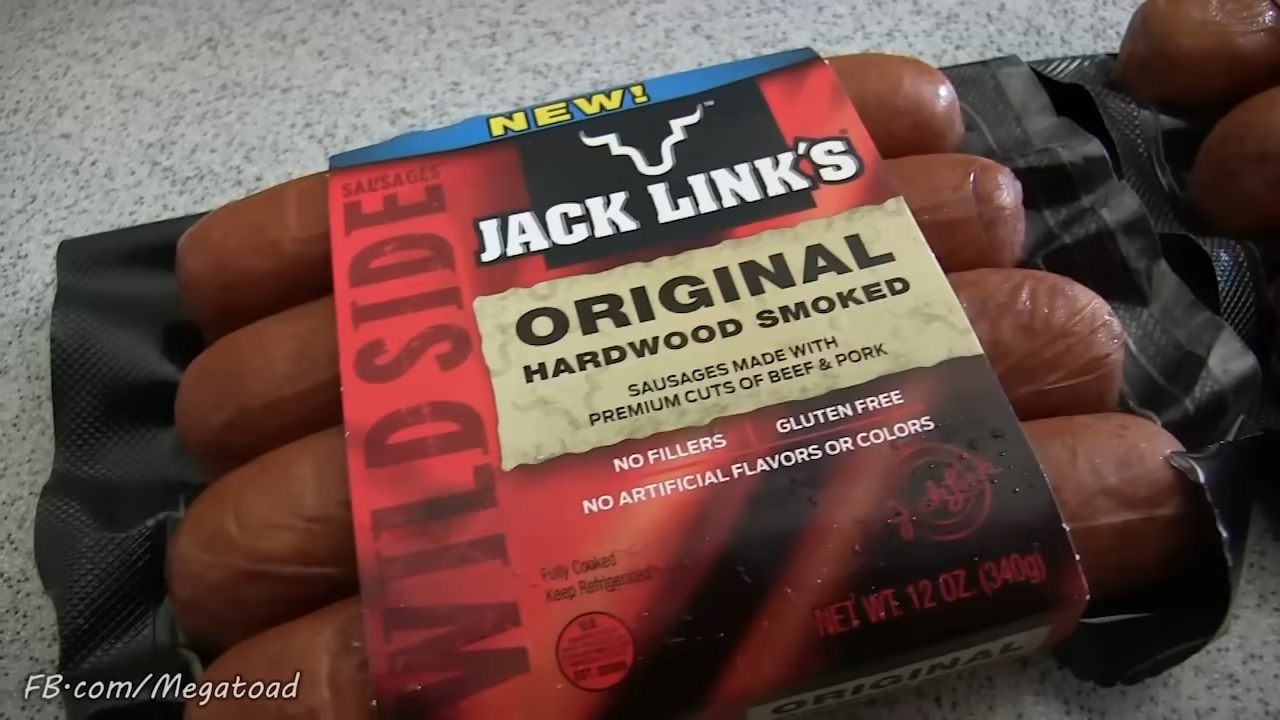 NEW!
JACK LINK'S
SAUSAGES
WILD SIDE
ORIGINAL
HARDWOOD SMOKED
SAUSAGES MADE WITH
PREMIUM CUTS OF BEEF & PORK
NO FILLERS | GLUTEN FREE
NO ARTIFICIAL FLAVORS OR COLORS
Fully Cooked
Keep Refrigerated
NET WT. 12 OZ. (340g)
ORIGINAL
FB.com/Megatoad